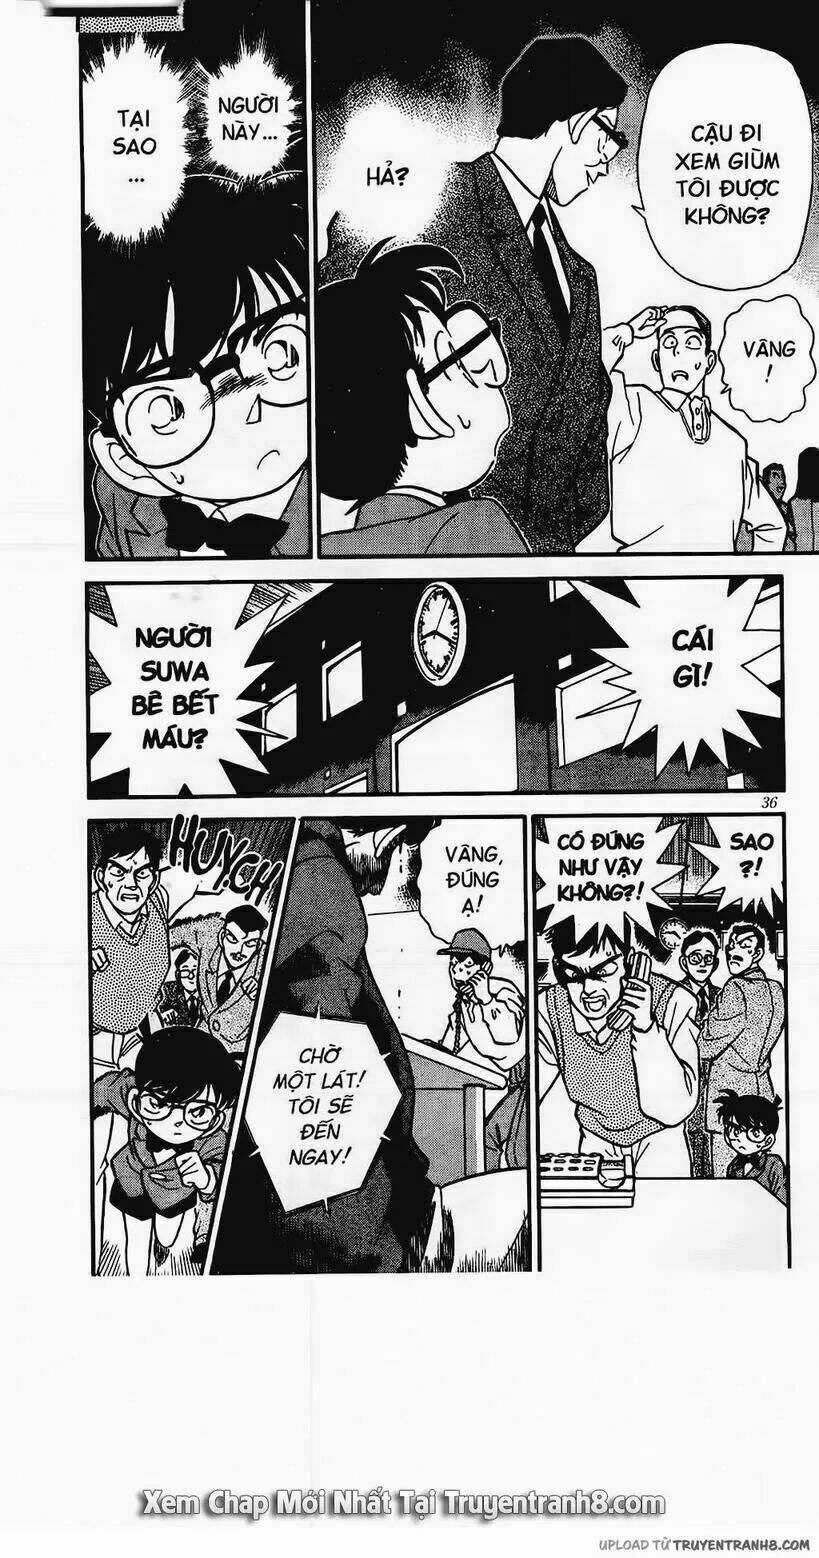 CẬU ĐI
XEM GIÙM
TÔI ĐƯỢC
KHÔNG?
VÂNG
!
HẢ?
NGƯỜI
NÀY...
TẠI
SAO
...
CÁI
GÌ!
NGƯỜI
SUWA
BÊ BẾT
MÁU?
36
SAO
?!
CÓ ĐÚNG
NHƯ VẬY
KHÔNG?!
VÂNG,
ĐÚNG
Ạ!
CHỜ
MỘT LÁT!
TÔI SẼ
ĐẾN
NGAY!
HUỴCH
Xem Chap Mới Nhất Tại Truyentranh8.com
UPLOAD TỪ TRUYENTRANH8.COM